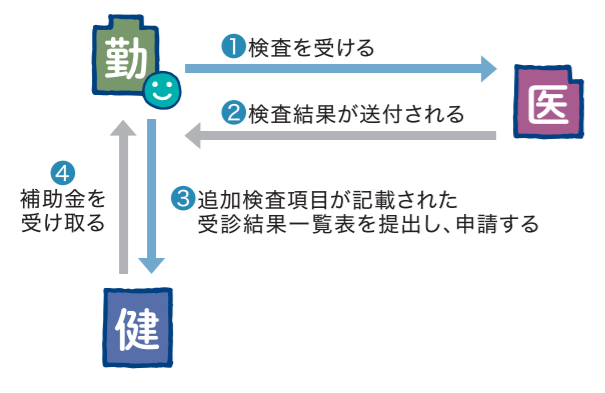 勤
❶検査を受ける
医
❷検査結果が送付される
❹
補助金を
受け取る
❸追加検査項目が記載された
受診結果一覧表を提出し、申請する
健